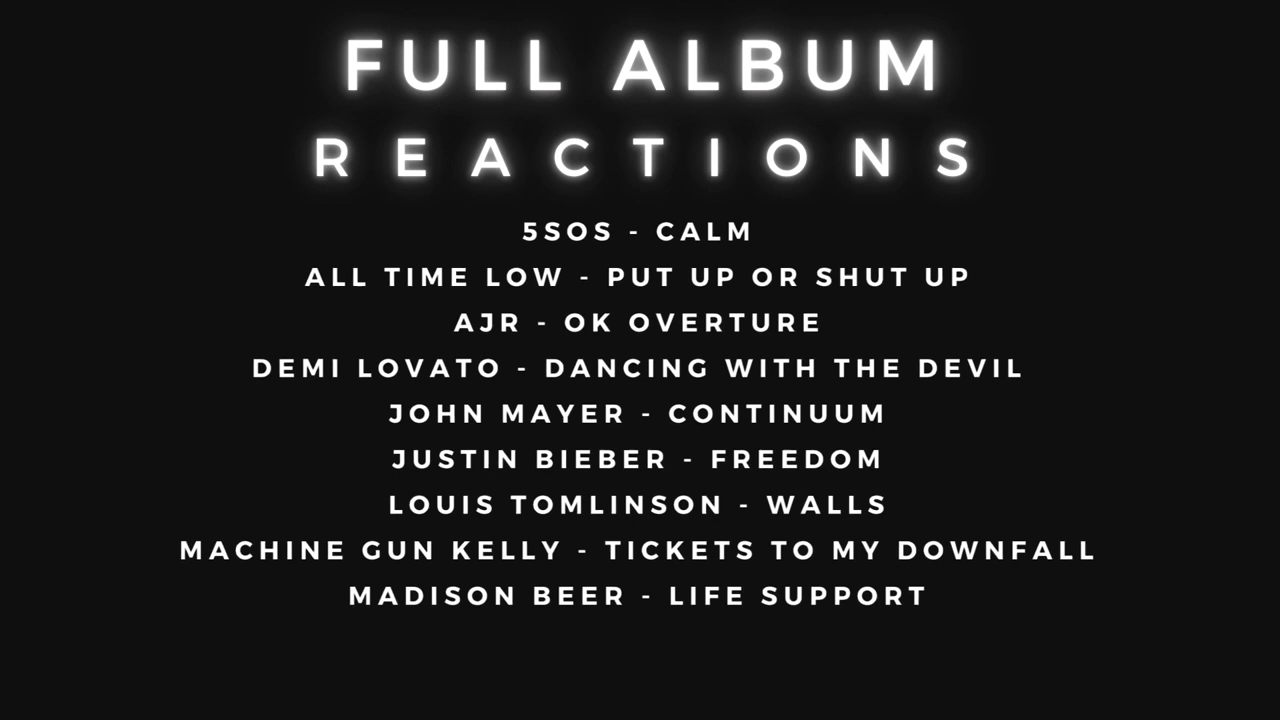 FULL ALBUM
REACTIONS
5SOS - CALM
ALL TIME LOW - PUT UP OR SHUT UP
AJR - OK OVERTURE
DEMI LOVATO - DANCING WITH THE DEVIL
JOHN MAYER - CONTINUUM
JUSTIN BIEBER - FREEDOM
LOUIS TOMLINSON - WALLS
MACHINE GUN KELLY - TICKETS TO MY DOWNFALL
MADISON BEER - LIFE SUPPORT